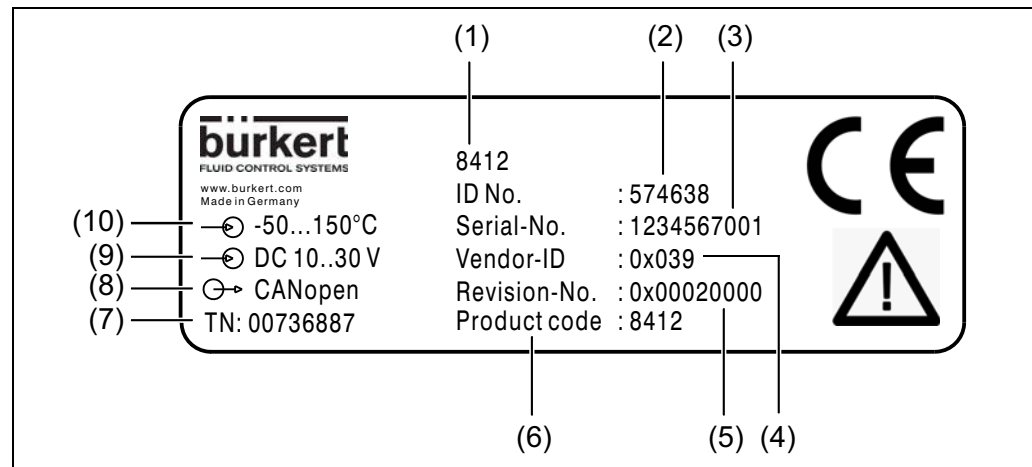 (1) (2) (3)
bürkert
FLUID CONTROL SYSTEMS
www.burkert.com
Made in Germany
8412
ID No. : 574638
(10) -50...150°C Serial-No. : 1234567001
(9) DC 10..30 V Vendor-ID : 0x039
(8) CANopen Revision-No. : 0x00020000
(7) TN: 00736887 Product code : 8412
CE
!
(6) (5) (4)